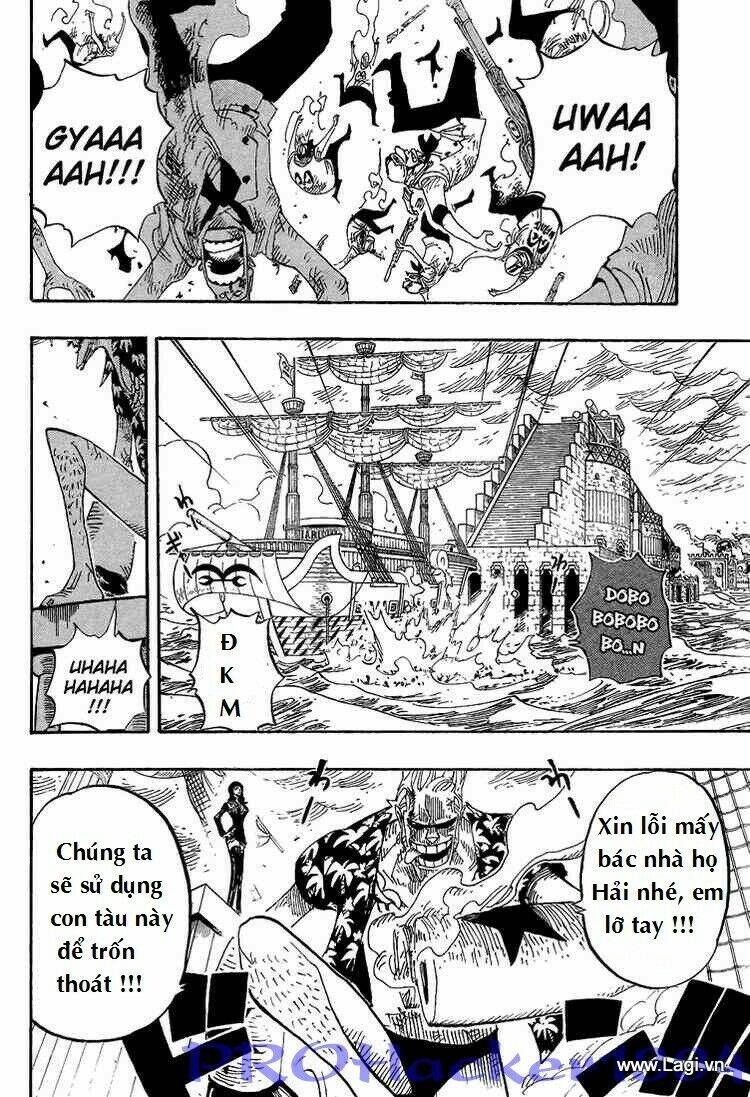 UWAA
AAH!
GYAAA
AAH!!!
DOBO
BOBOBO
BO...N
Đ
K
M
UHAHA
HAHAHA
!!!
Xin lỗi mấy
bác nhà họ
Hải nhé, em
lỡ tay !!!
Chúng ta
sẽ sử dụng
con tàu này
để trốn
thoát !!!
PROHacker1994
www.Lagi.vn